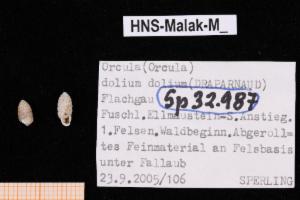 HNS-Malak-M_
Orcula(Orcula)
dolium dolium(DRAPARNAUD)
Flachgau Sp 32.487
Fuschl,Ellmaustein-S.Anstieg.
1.Felsen,Waldbeginn.Abgeroll-
tes Feinmaterial an Felsbasis
unter Fallaub
23.9.2005/106 SPERLING